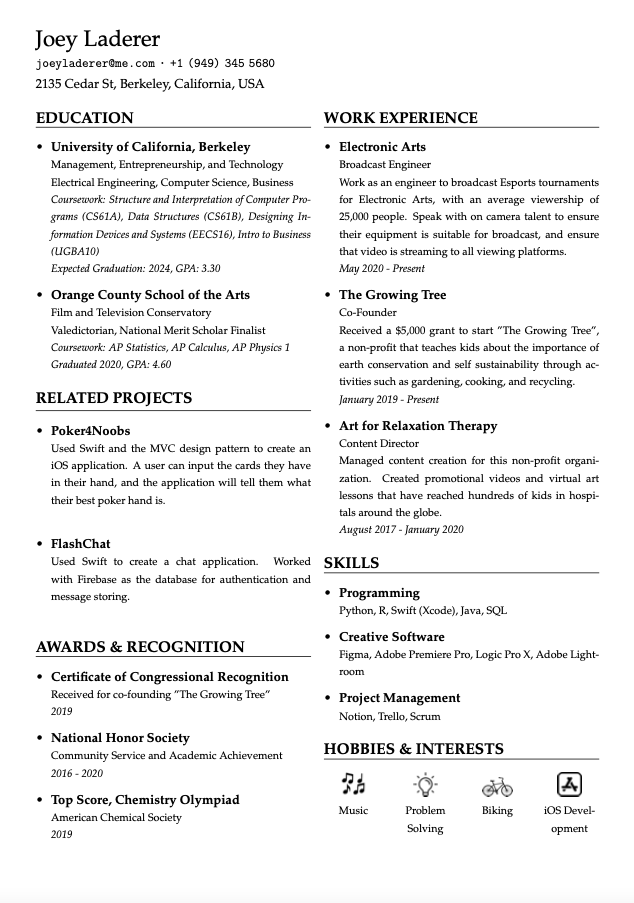 Joey Laderer
joeyladerer@me.com · +1 (949) 345 5680
2135 Cedar St, Berkeley, California, USA
EDUCATION
• University of California, Berkeley
Management, Entrepreneurship, and Technology
Electrical Engineering, Computer Science, Business
Coursework: Structure and Interpretation of Computer Pro-
grams (CS61A), Data Structures (CS61B), Designing In-
formation Devices and Systems (EECS16), Intro to Business
(UGBA10)
Expected Graduation: 2024, GPA: 3.30
• Orange County School of the Arts
Film and Television Conservatory
Valedictorian, National Merit Scholar Finalist
Coursework: AP Statistics, AP Calculus, AP Physics 1
Graduated 2020, GPA: 4.60
RELATED PROJECTS
• Poker4Noobs
Used Swift and the MVC design pattern to create an
iOS application. A user can input the cards they have
in their hand, and the application will tell them what
their best poker hand is.
• FlashChat
Used Swift to create a chat application. Worked
with Firebase as the database for authentication and
message storing.
AWARDS & RECOGNITION
• Certificate of Congressional Recognition
Received for co-founding "The Growing Tree"
2019
• National Honor Society
Community Service and Academic Achievement
2016 - 2020
• Top Score, Chemistry Olympiad
American Chemical Society
2019
WORK EXPERIENCE
• Electronic Arts
Broadcast Engineer
Work as an engineer to broadcast Esports tournaments
for Electronic Arts, with an average viewership of
25,000 people. Speak with on camera talent to ensure
their equipment is suitable for broadcast, and ensure
that video is streaming to all viewing platforms.
May 2020 - Present
• The Growing Tree
Co-Founder
Received a $5,000 grant to start "The Growing Tree",
a non-profit that teaches kids about the importance of
earth conservation and self sustainability through ac-
tivities such as gardening, cooking, and recycling.
January 2019 - Present
• Art for Relaxation Therapy
Content Director
Managed content creation for this non-profit organi-
zation. Created promotional videos and virtual art
lessons that have reached hundreds of kids in hospi-
tals around the globe.
August 2017 - January 2020
SKILLS
• Programming
Python, R, Swift (Xcode), Java, SQL
• Creative Software
Figma, Adobe Premiere Pro, Logic Pro X, Adobe Light-
room
• Project Management
Notion, Trello, Scrum
HOBBIES & INTERESTS
Music
Problem
Solving
Biking
iOS Devel-
opment